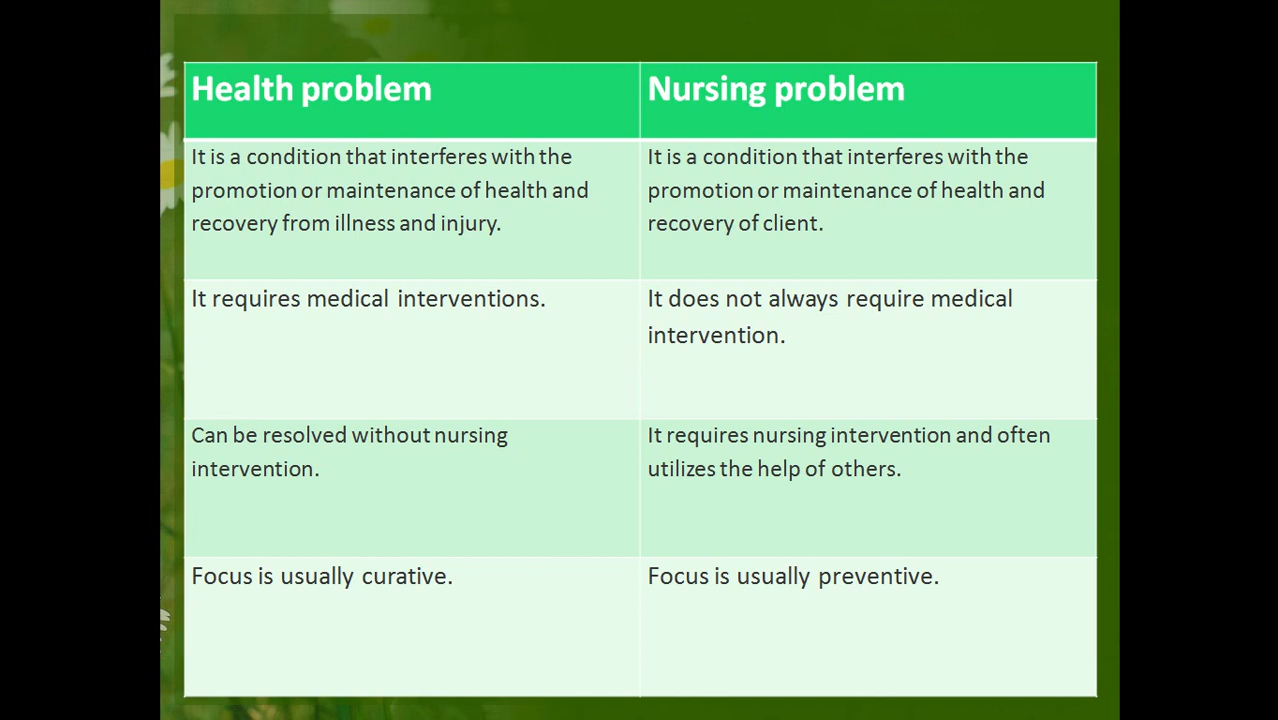 Health problem
Nursing problem
It is a condition that interferes with the
promotion or maintenance of health and
recovery from illness and injury.
It is a condition that interferes with the
promotion or maintenance of health and
recovery of client.
It requires medical interventions.
It does not always require medical
intervention.
Can be resolved without nursing
intervention.
It requires nursing intervention and often
utilizes the help of others.
Focus is usually curative.
Focus is usually preventive.